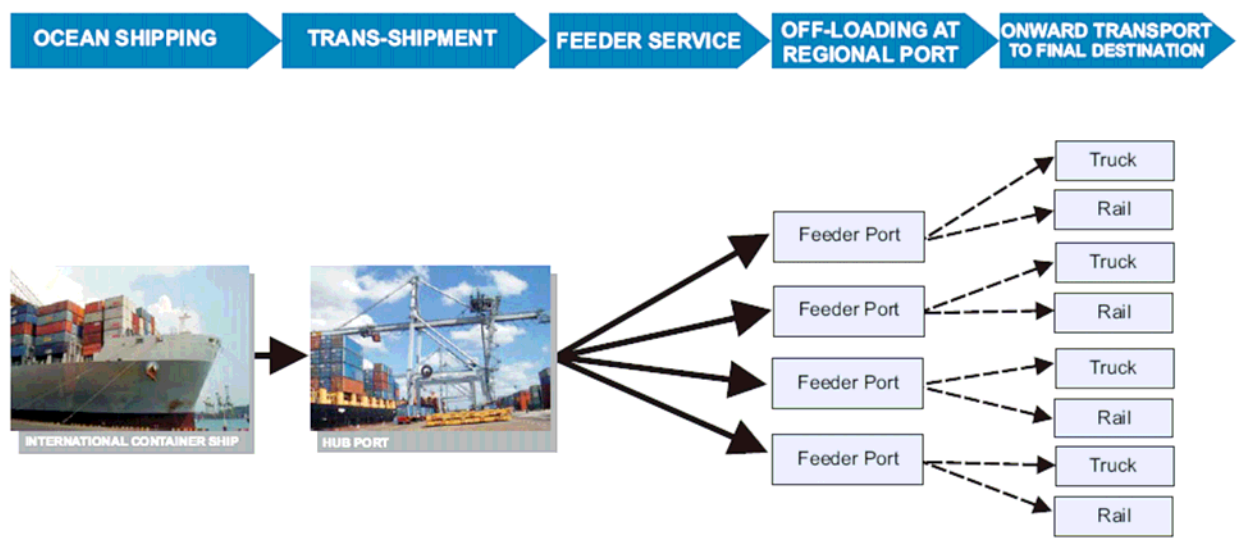 OCEAN SHIPPING
TRANS-SHIPMENT
FEEDER SERVICE
OFF-LOADING AT
REGIONAL PORT
ONWARD TRANSPORT
TO FINAL DESTINATION
INTERNATIONAL CONTAINER SHIP
HUB PORT
Feeder Port
Feeder Port
Feeder Port
Feeder Port
Truck
Rail
Truck
Rail
Truck
Rail
Truck
Rail